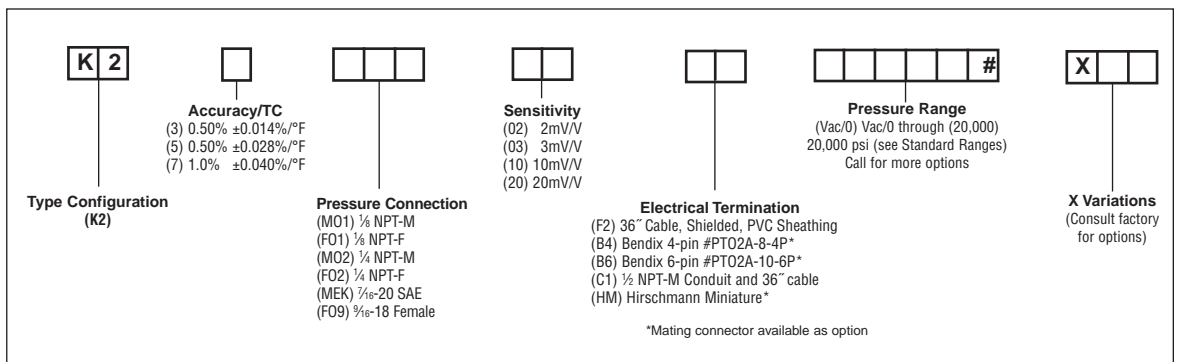 K 2
#
X
Accuracy/TC
(3) 0.50% ±0.014%/°F
(5) 0.50% ±0.028%/°F
(7) 1.0% ±0.040%/°F
Sensitivity
(02) 2mV/V
(03) 3mV/V
(10) 10mV/V
(20) 20mV/V
Pressure Range
(Vac/0) Vac/0 through (20,000)
20,000 psi (see Standard Ranges)
Call for more options
Type Configuration
(K2)
Pressure Connection
(MO1) ⅛ NPT-M
(FO1) ⅛ NPT-F
(MO2) ¼ NPT-M
(FO2) ¼ NPT-F
(MEK) 7⁄16-20 SAE
(FO9) 9⁄16-18 Female
Electrical Termination
(F2) 36˝ Cable, Shielded, PVC Sheathing
(B4) Bendix 4-pin #PTO2A-8-4P*
(B6) Bendix 6-pin #PTO2A-10-6P*
(C1) ½ NPT-M Conduit and 36˝ cable
(HM) Hirschmann Miniature*
*Mating connector available as option
X Variations
(Consult factory
for options)